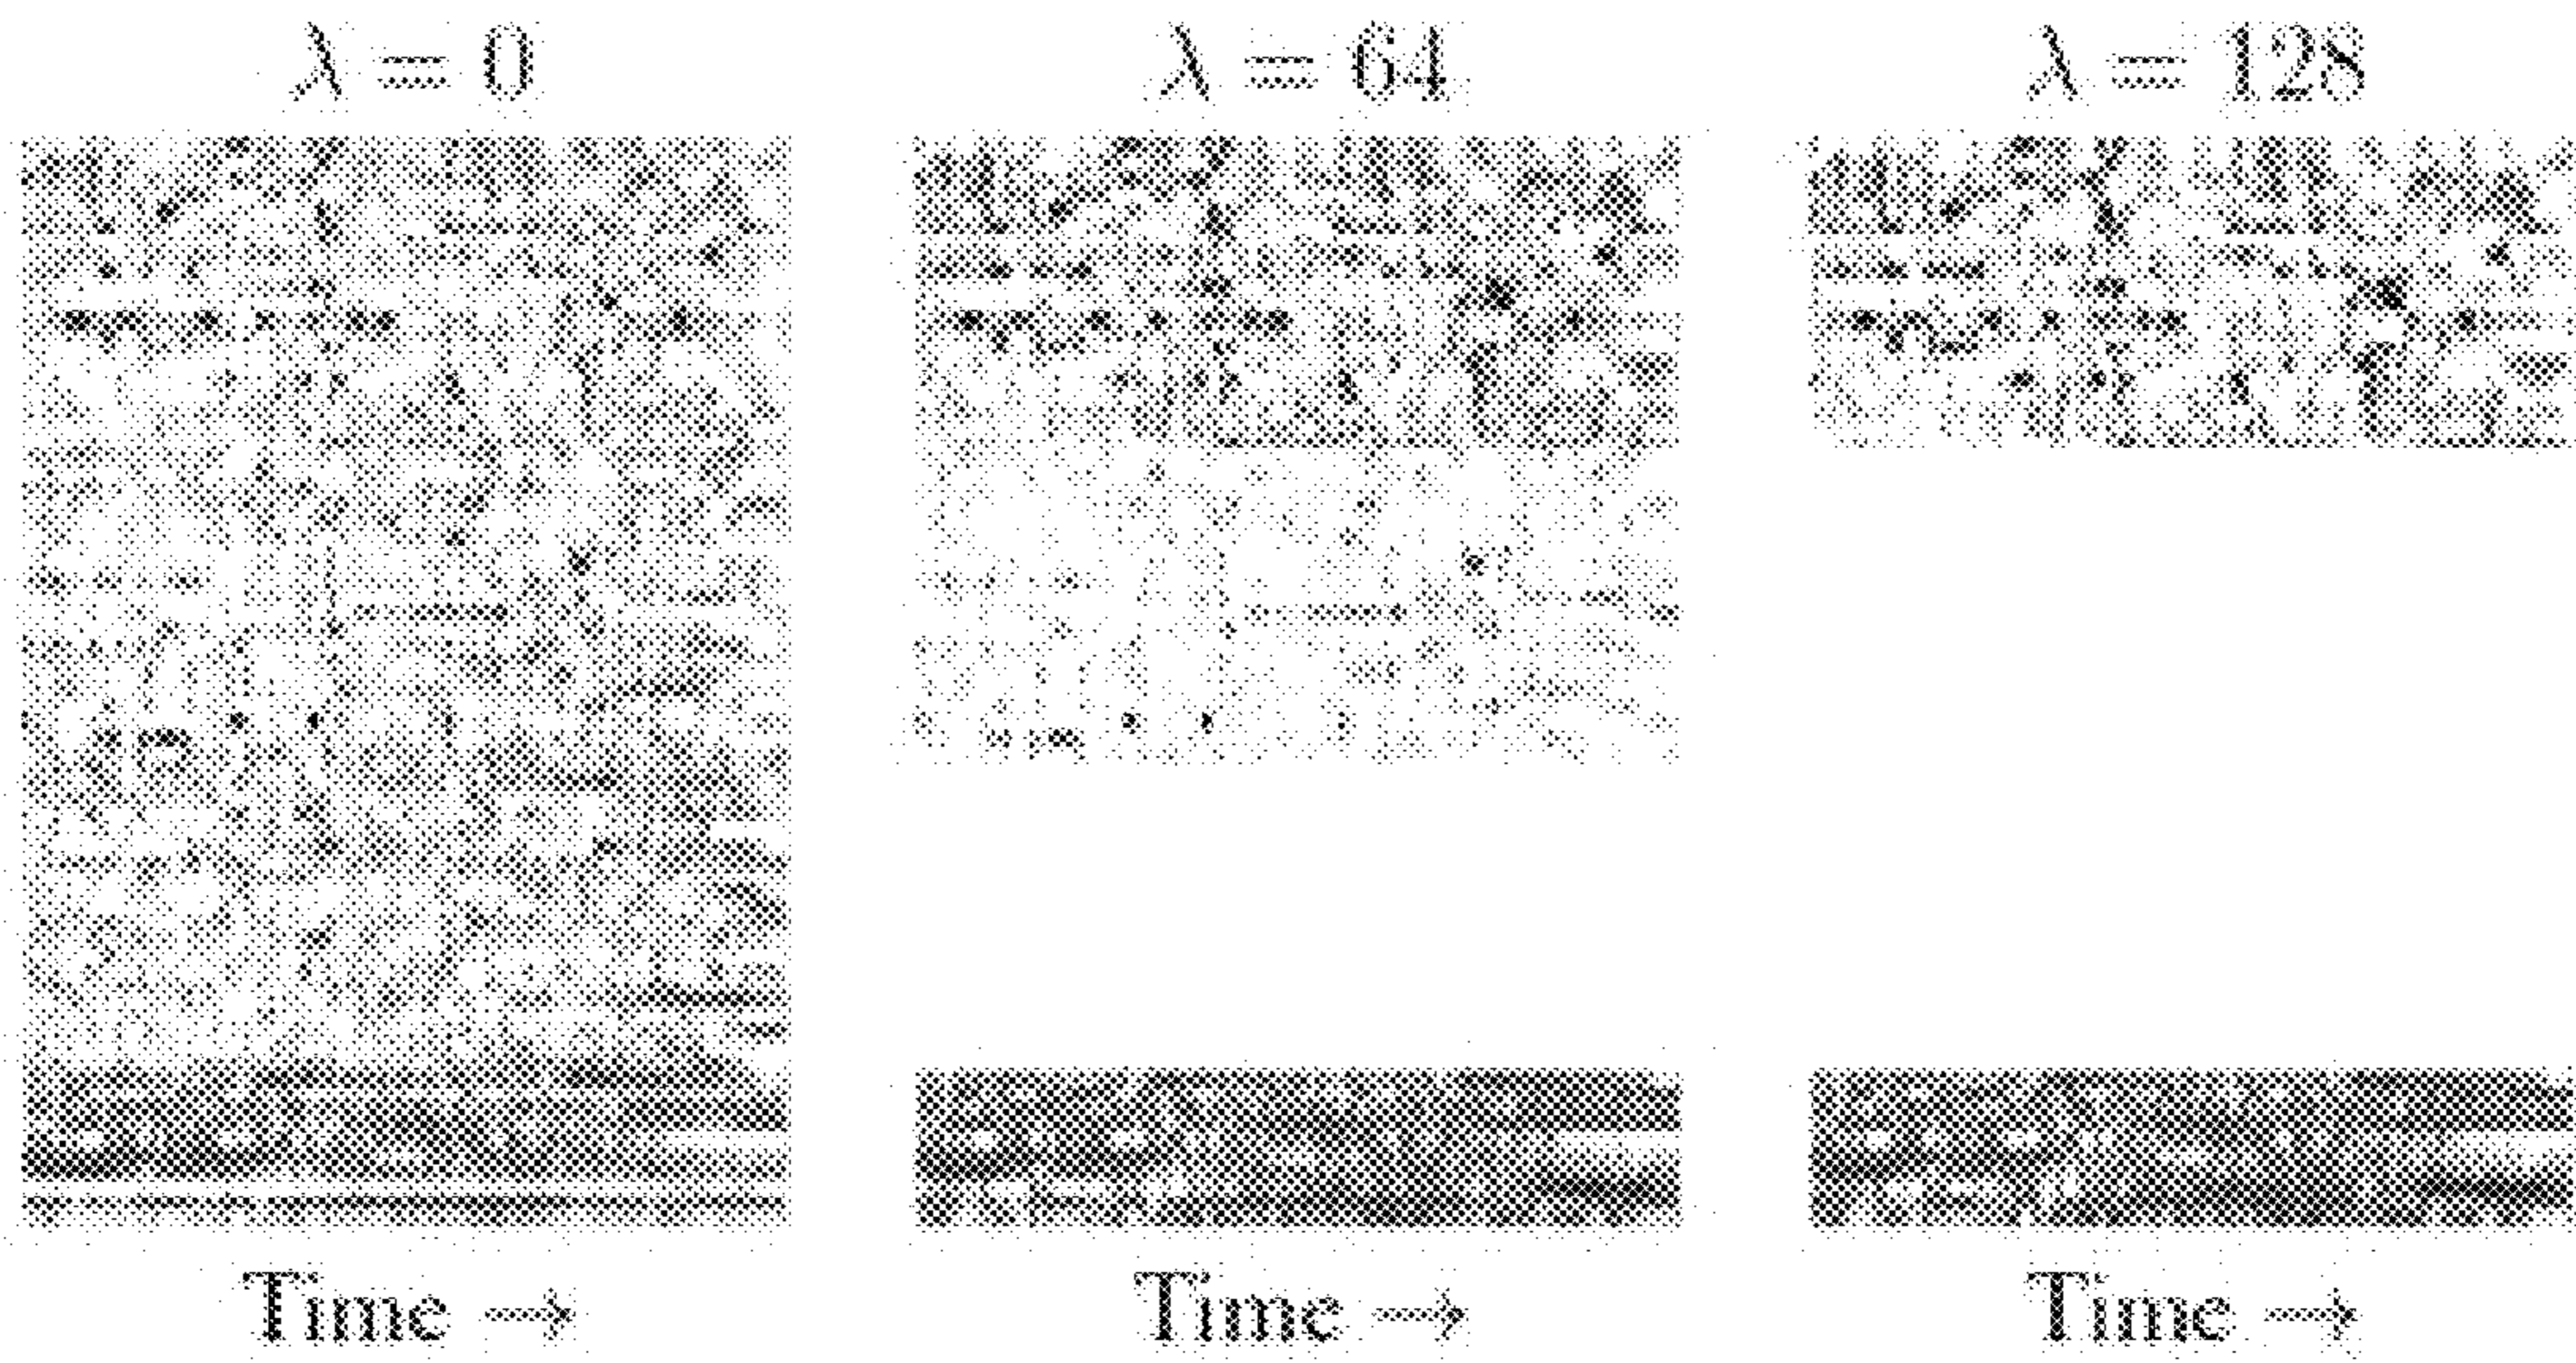 λ = 0
λ = 64
λ = 128
Time →
Time →
Time →